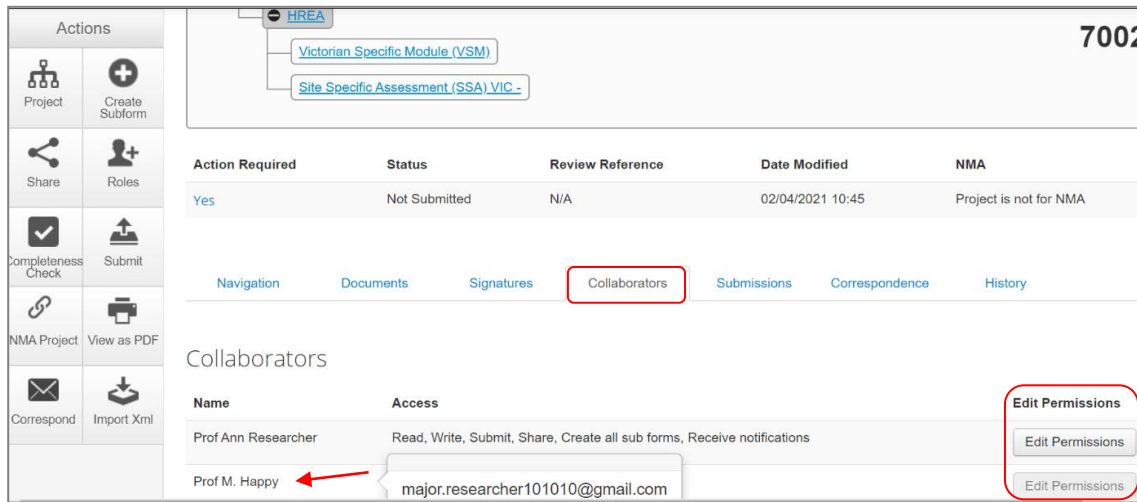 Actions
Project
Create
Subform
Share
Roles
Completeness
Check
Submit
NMA Project
View as PDF
Correspond
Import Xml
HREA
Victorian Specific Module (VSM)
Site Specific Assessment (SSA) VIC -
7002
Action Required Status Review Reference Date Modified NMA
Yes Not Submitted N/A 02/04/2021 10:45 Project is not for NMA
Navigation Documents Signatures Collaborators Submissions Correspondence History
Collaborators
Name Access Edit Permissions
Prof Ann Researcher Read, Write, Submit, Share, Create all sub forms, Receive notifications Edit Permissions
Prof M. Happy major.researcher101010@gmail.com Edit Permissions